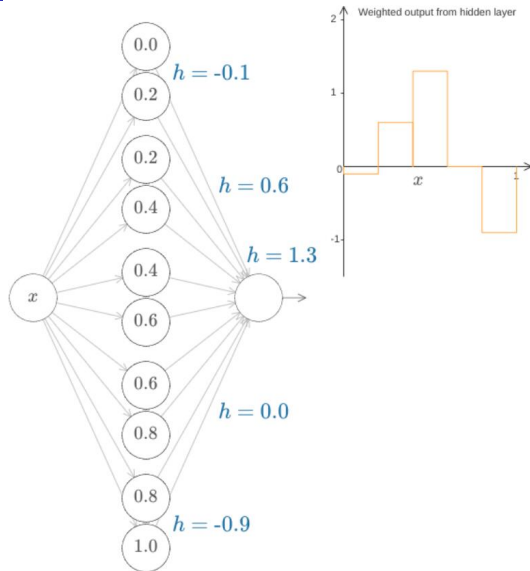 0.0
h = -0.1
0.2
0.2
h = 0.6
0.4
h = 1.3
0.4
x
0.6
0.6
h = 0.0
0.8
0.8
h = -0.9
1.0
Weighted output from hidden layer
2
1
0
x
1
-1